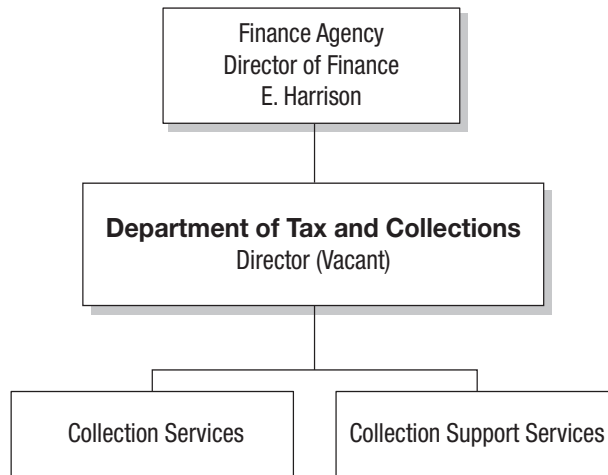 Finance Agency
Director of Finance
E. Harrison
Department of Tax and Collections
Director (Vacant)
Collection Services
Collection Support Services